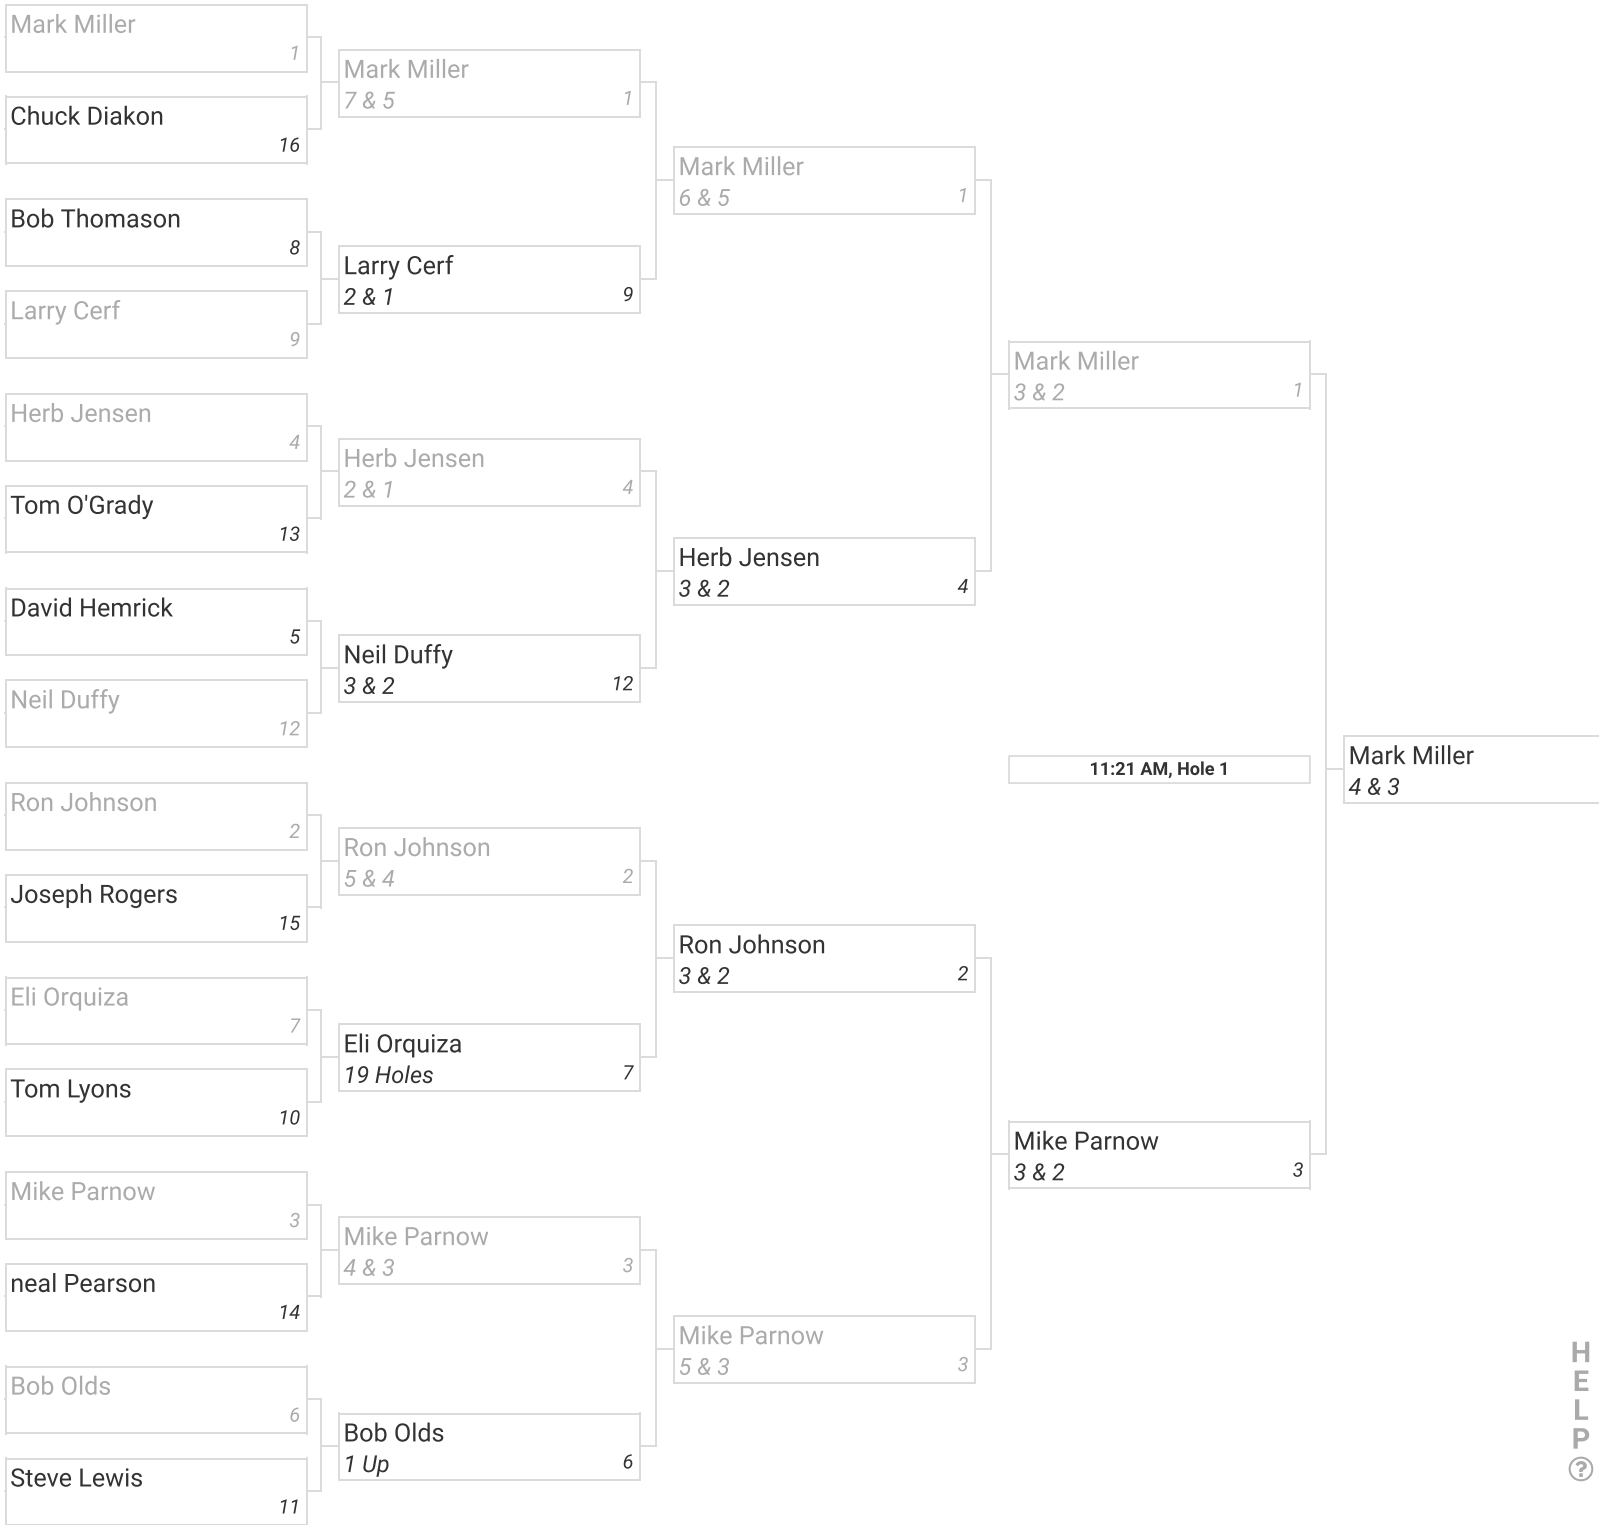 Mark Miller
1
Chuck Diakon
16
Bob Thomason
8
Larry Cerf
9
Herb Jensen
4
Tom O'Grady
13
David Hemrick
5
Neil Duffy
12
Ron Johnson
2
Joseph Rogers
15
Eli Orquiza
7
Tom Lyons
10
Mike Parnow
3
neal Pearson
14
Bob Olds
6
Steve Lewis
11
Mark Miller
7 & 5 1
Larry Cerf
2 & 1 9
Herb Jensen
2 & 1 4
Neil Duffy
3 & 2 12
Ron Johnson
5 & 4 2
Eli Orquiza
19 Holes 7
Mike Parnow
4 & 3 3
Bob Olds
1 Up 6
Mark Miller
6 & 5 1
Herb Jensen
3 & 2 4
Ron Johnson
3 & 2 2
Mike Parnow
5 & 3 3
Mark Miller
3 & 2 1
11:21 AM, Hole 1
Mike Parnow
3 & 2 3
Mark Miller
4 & 3
H
E
L
P
?